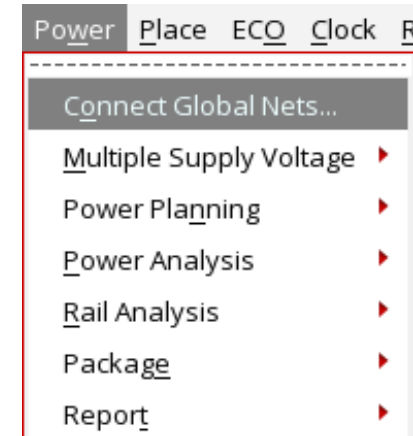 Power Place ECO Clock R
Connect Global Nets...
Multiple Supply Voltage
Power Planning
Power Analysis
Rail Analysis
Package
Report